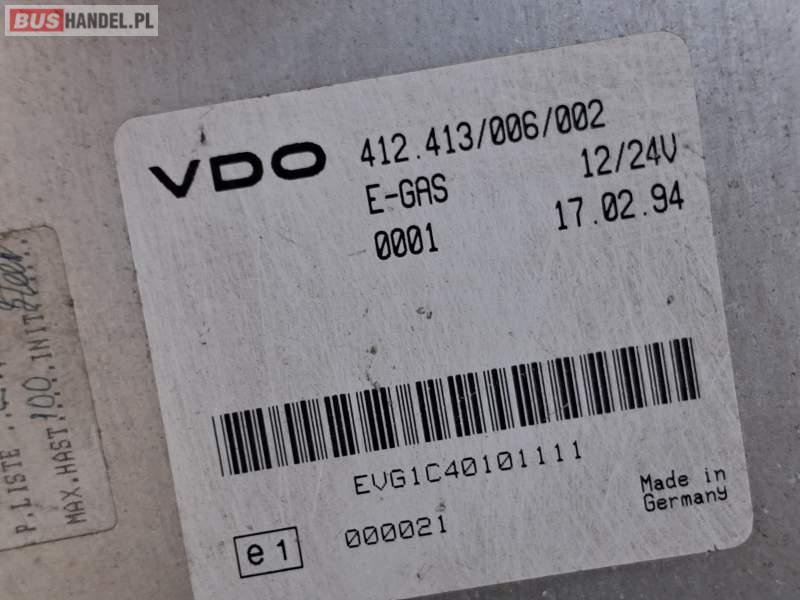 BUSHANDEL.PL
VDO
412.413/006/002
E-GAS 12/24V
0001 17.02.94
EVG1C40101111
e1 000021
Made in
Germany
P.LISTE
MAX.HAST. 100 INIT